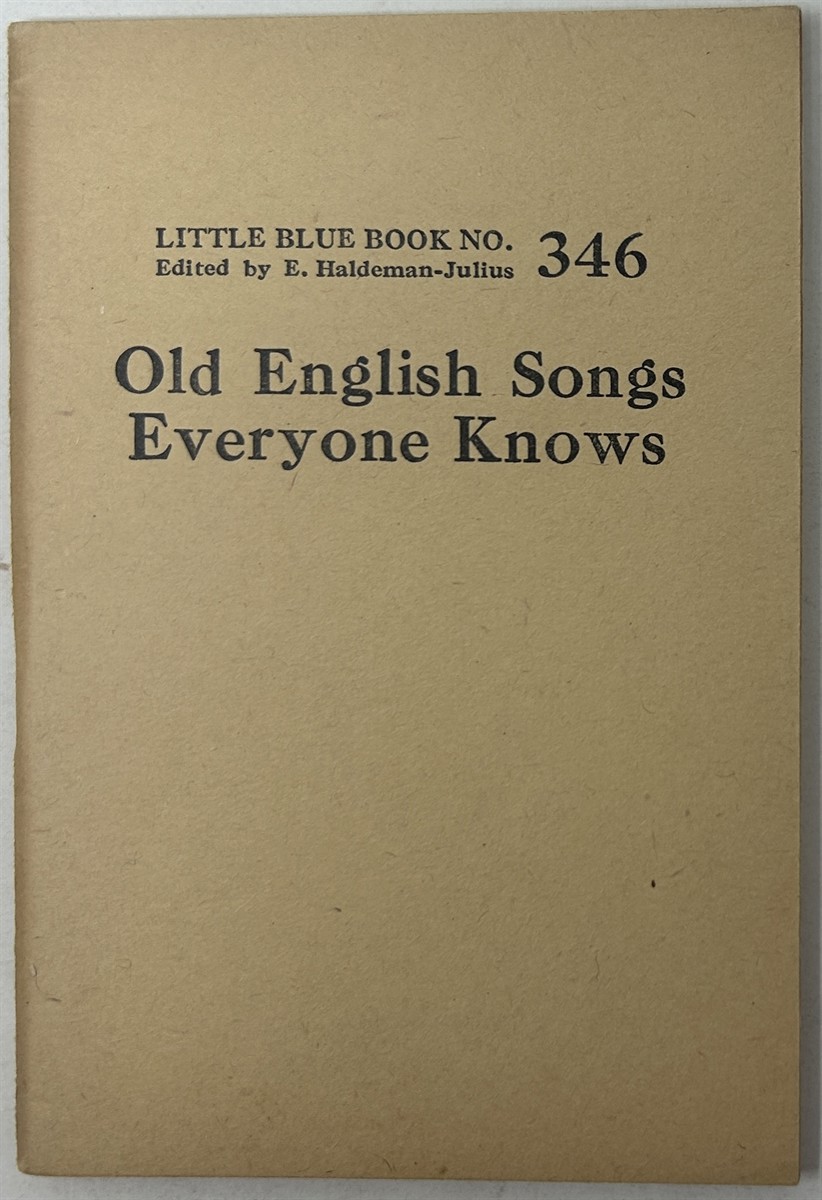 LITTLE BLUE BOOK NO. 346
Edited by E. Haldeman-Julius
Old English Songs
Everyone Knows